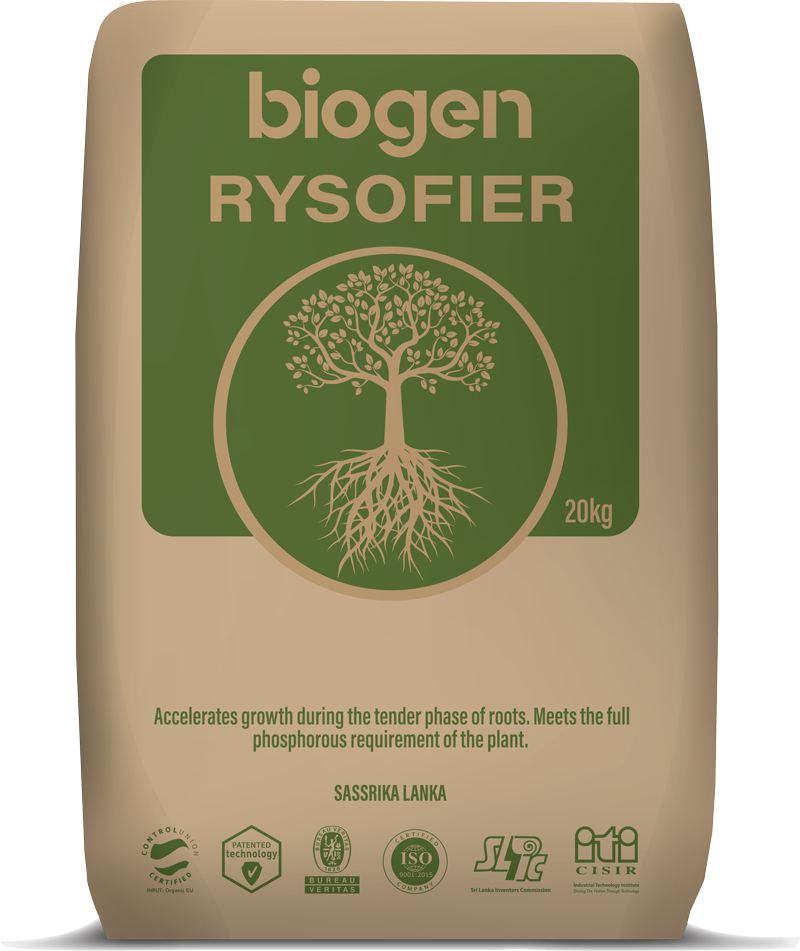 biogen
RYSOFIER
20kg
Accelerates growth during the tender phase of roots. Meets the full
phosphorous requirement of the plant.
SASSRIKA LANKA
CONTROLUNION
CERTIFIED
INPUT: Organic EU
PATENTED
technology
BUREAU VERITAS
1828
BUREAU
VERITAS
CERTIFIED
ISO
9001:2015
COMPANY
SLIC
Sri Lanka Inventors Commission
iti
CISIR
Industrial Technology Institute